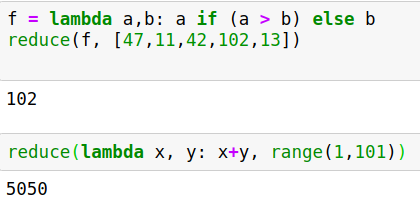 f = lambda a,b: a if (a > b) else b
reduce(f, [47,11,42,102,13])
102
reduce(lambda x, y: x+y, range(1,101))
5050